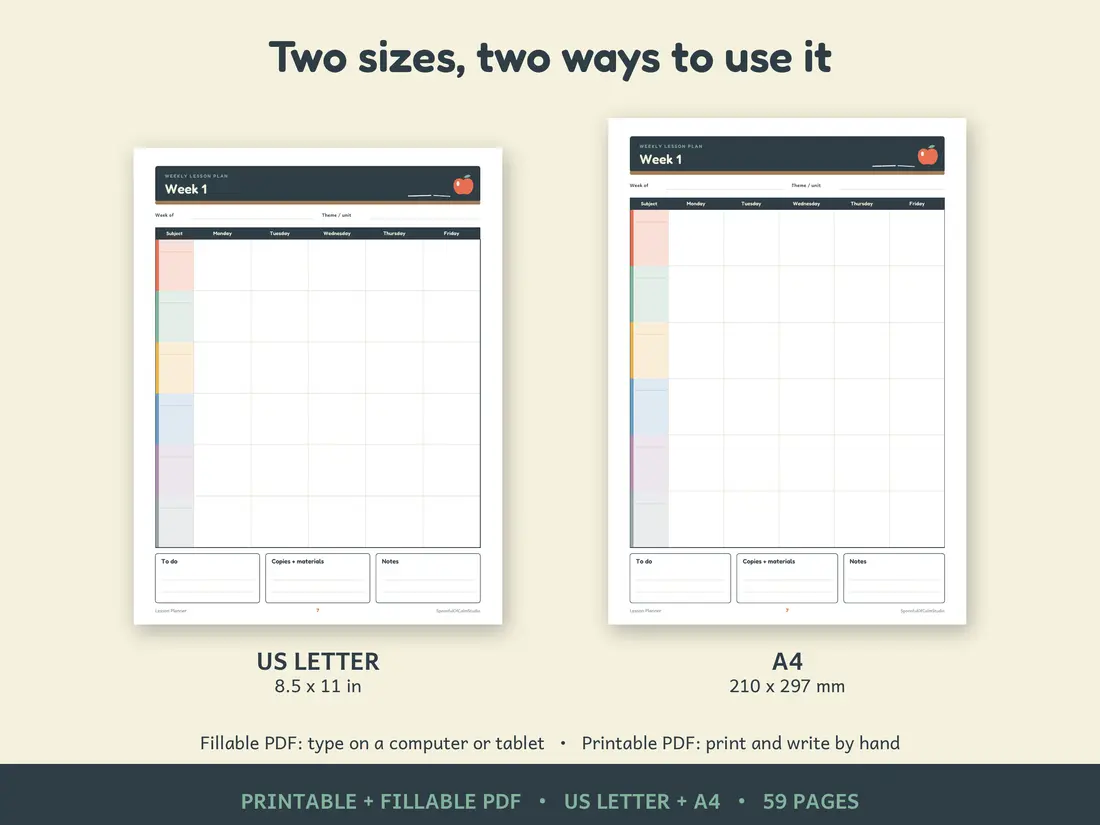 Two sizes, two ways to use it
WEEKLY LESSON PLAN
Week 1
Week of
Theme / unit
Subject Monday Tuesday Wednesday Thursday Friday
To do
Copies + materials
Notes
Lesson Planner
7
SpoonfulOfCuteStudio
US LETTER
8.5 x 11 in
WEEKLY LESSON PLAN
Week 1
Week of
Theme / unit
Subject Monday Tuesday Wednesday Thursday Friday
To do
Copies + materials
Notes
Lesson Planner
7
SpoonfulOfCuteStudio
A4
210 x 297 mm
Fillable PDF: type on a computer or tablet • Printable PDF: print and write by hand
PRINTABLE + FILLABLE PDF • US LETTER + A4 • 59 PAGES